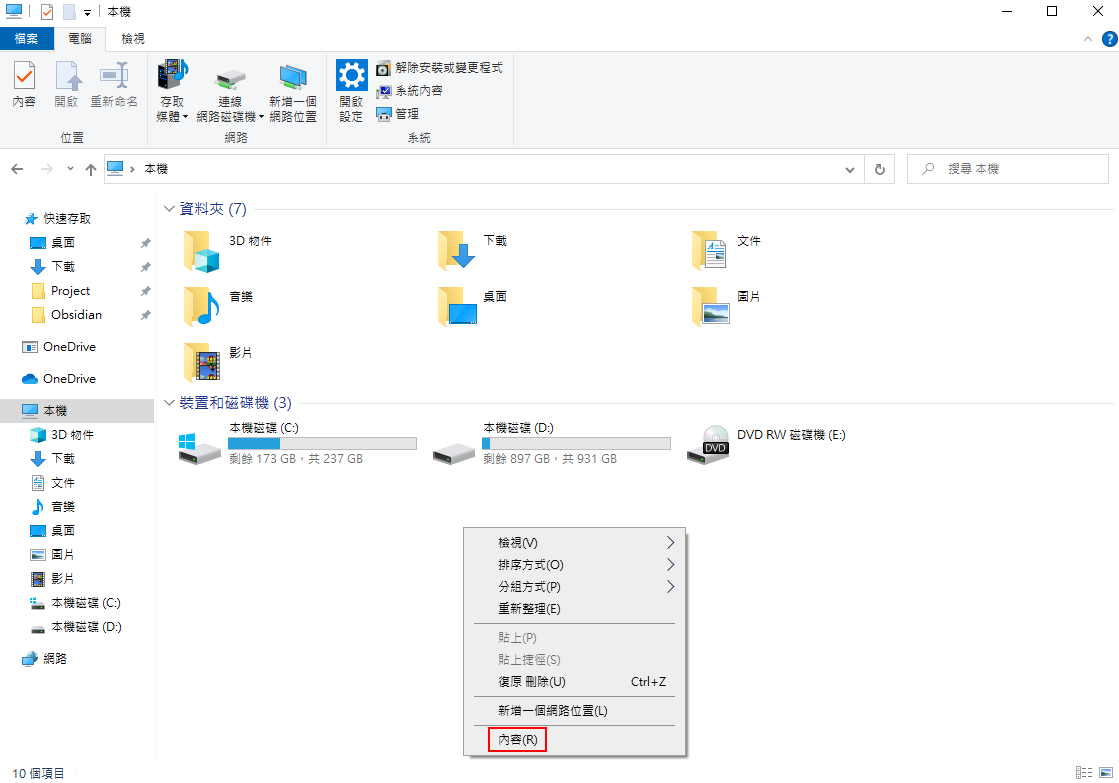 本機
檔案
電腦
檢視
內容
開啟
重新命名
位置
存取
媒體
連線
網路磁碟機
新增一個
網路位置
網路
開啟
設定
解除安裝或變更程式
系統內容
管理
系統
本機
搜尋 本機
快速存取
桌面
下載
Project
Obsidian
OneDrive
OneDrive
本機
3D 物件
下載
文件
音樂
桌面
圖片
影片
本機磁碟 (C:)
本機磁碟 (D:)
網路
資料夾 (7)
3D 物件
下載
文件
音樂
桌面
圖片
影片
裝置和磁碟機 (3)
本機磁碟 (C:)
剩餘 173 GB，共 237 GB
本機磁碟 (D:)
剩餘 897 GB，共 931 GB
DVD RW 磁碟機 (E:)
DVD
檢視(V)
排序方式(O)
分組方式(P)
重新整理(E)
貼上(P)
貼上捷徑(S)
復原 刪除(U) Ctrl+Z
新增一個網路位置(L)
內容(R)
10 個項目